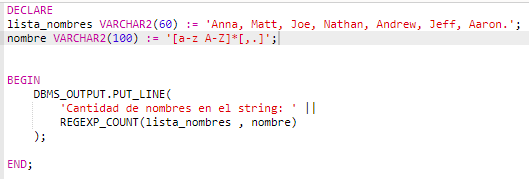 DECLARE
lista_nombres VARCHAR2(60) := 'Anna, Matt, Joe, Nathan, Andrew, Jeff, Aaron.';
nombre VARCHAR2(100) := '[a-z A-Z]*[,.]';
BEGIN
DBMS_OUTPUT.PUT_LINE(
'Cantidad de nombres en el string: ' ||
REGEXP_COUNT(lista_nombres , nombre)
);
END;